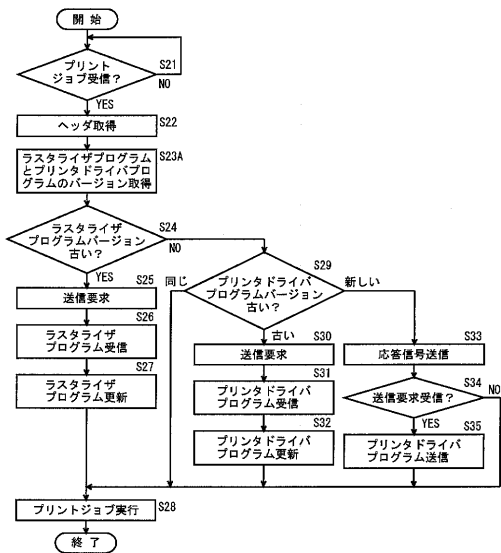 開始
プリント
ジョブ受信？
S21
NO
YES
ヘッダ取得
S22
ラスタライザプログラム
とプリンタドライバプロ
グラムのバージョン取得
S23A
ラスタライザ
プログラムバージョン
古い？
S24
NO
YES
送信要求
S25
ラスタライザ
プログラム受信
S26
ラスタライザ
プログラム更新
S27
プリンタドライバ
プログラムバージョン
古い？
S29
同じ
新しい
古い
送信要求
S30
プリンタドライバ
プログラム受信
S31
プリンタドライバ
プログラム更新
S32
応答信号送信
S33
送信要求受信？
S34
NO
YES
プリンタドライバ
プログラム送信
S35
プリントジョブ実行
S28
終了